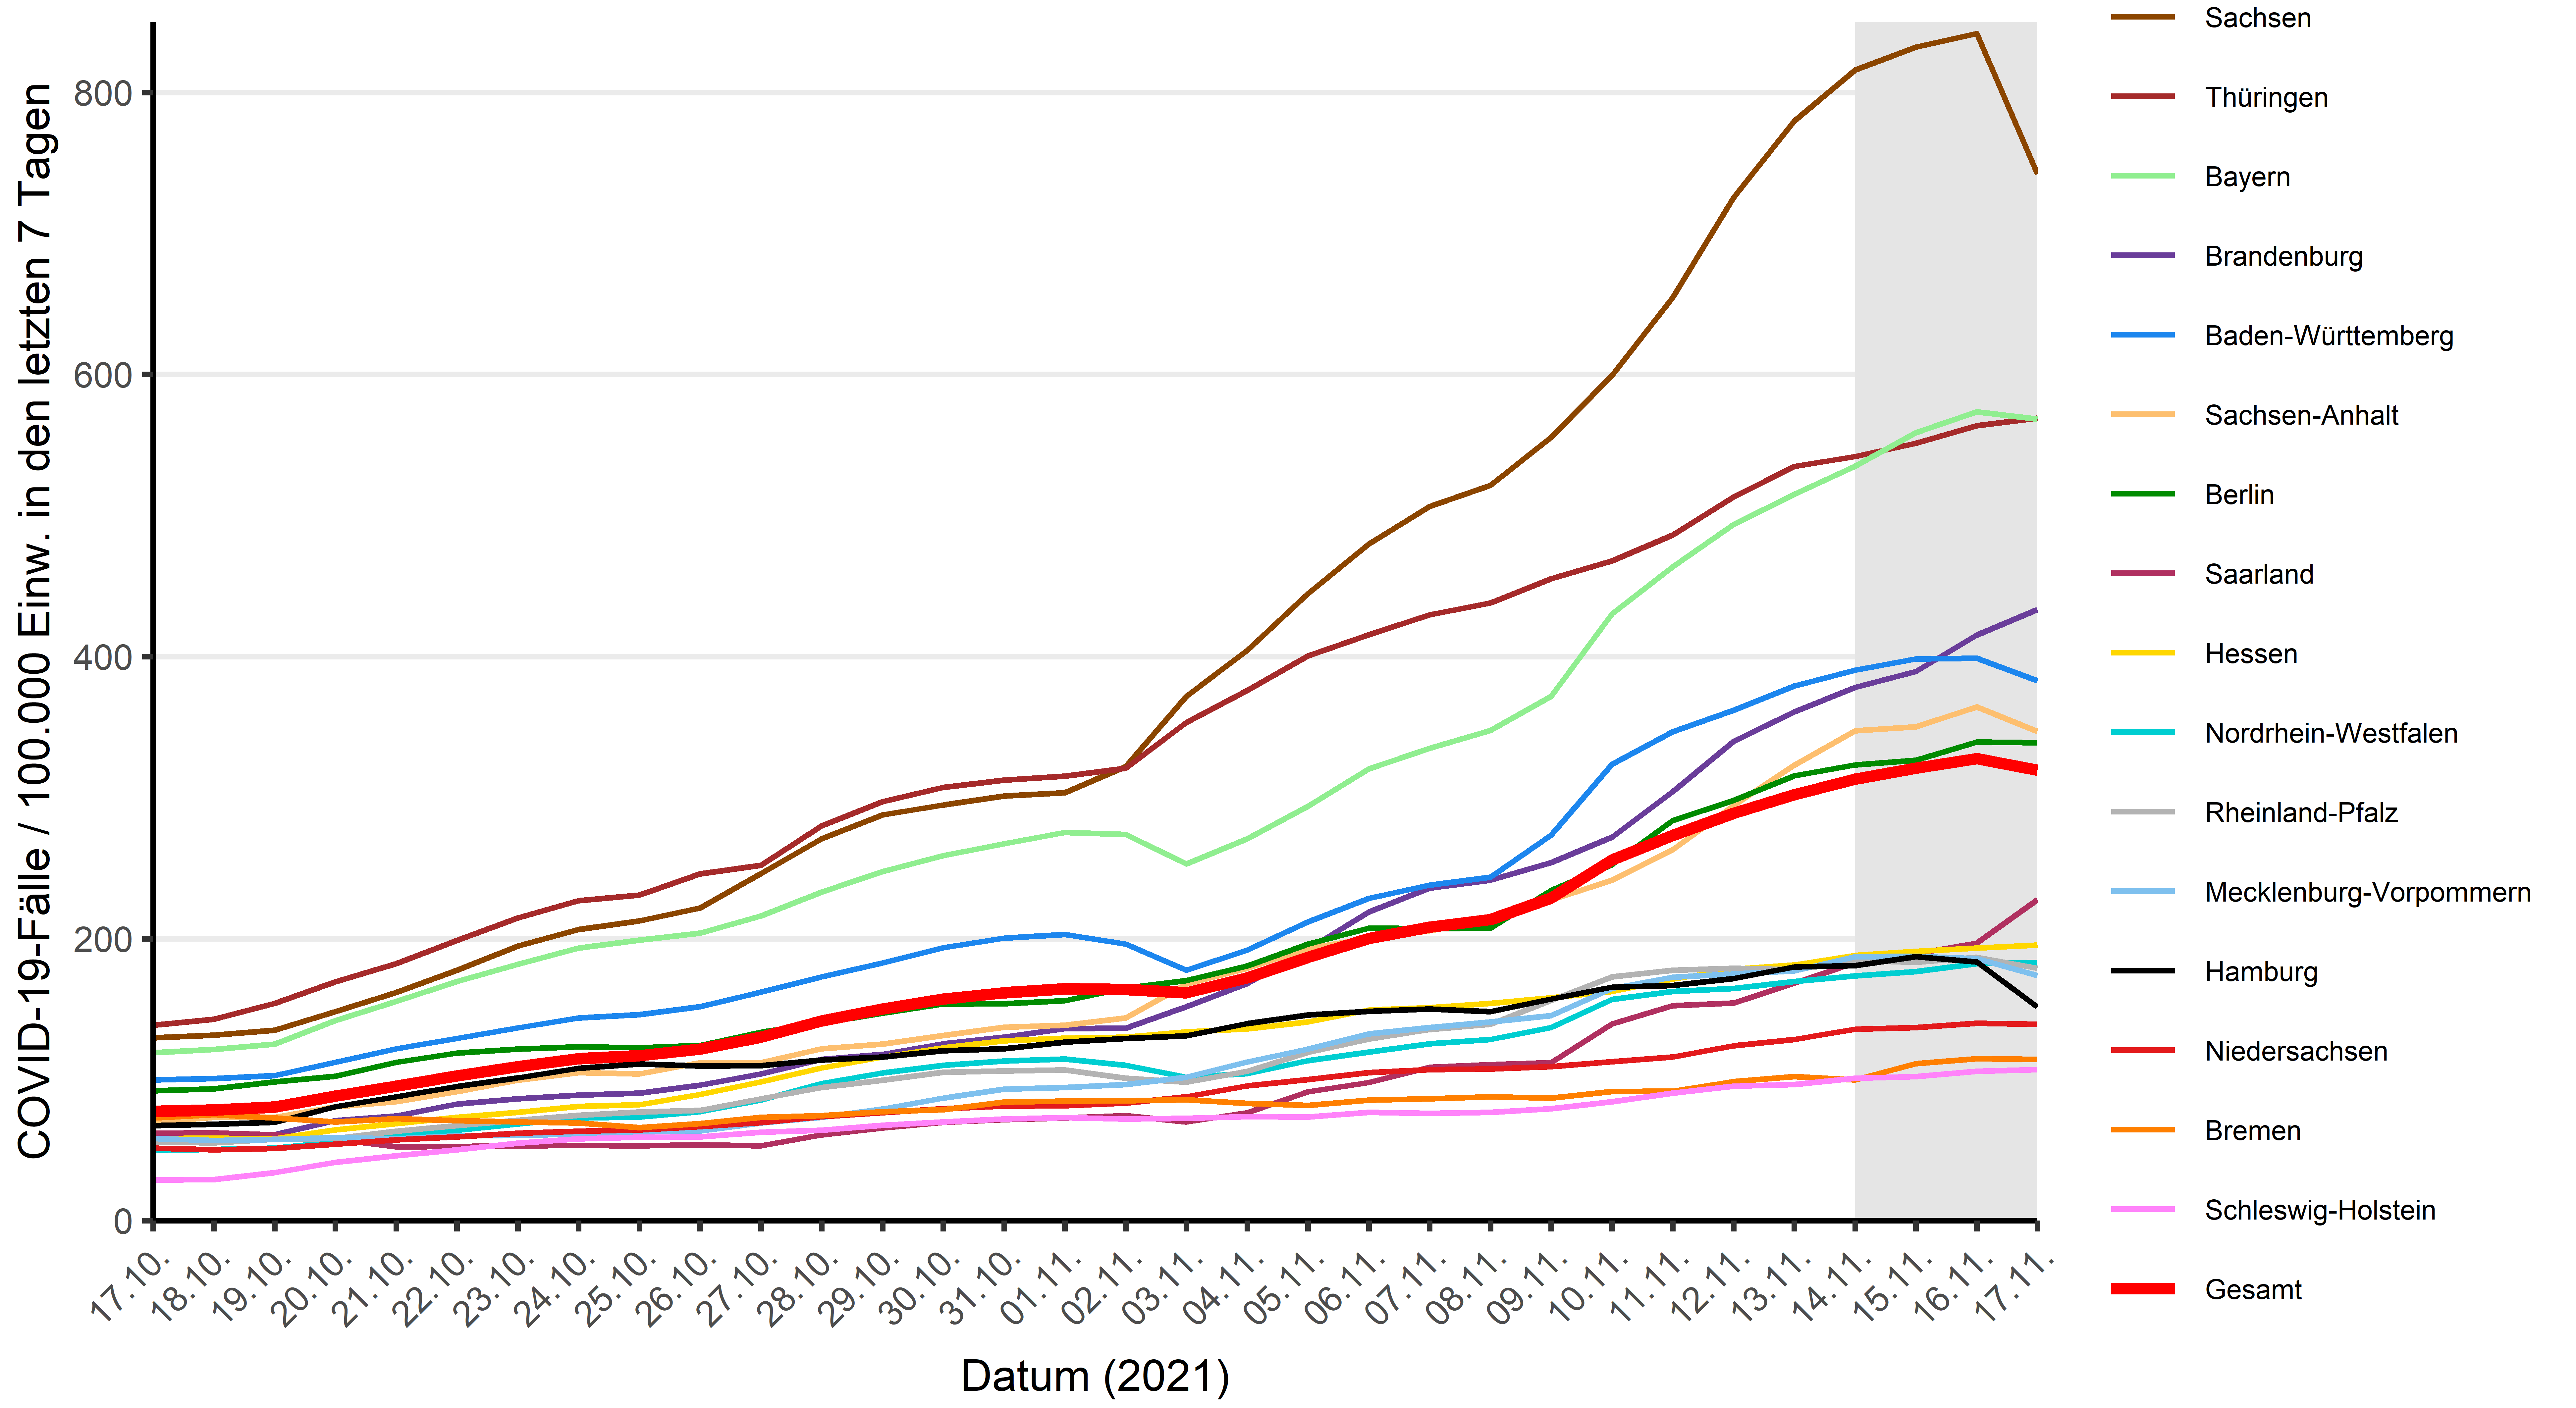 COVID-19-Fälle / 100.000 Einw. in den letzten 7 Tagen
800
600
400
200
0
17.10.
18.10.
19.10.
20.10.
21.10.
22.10.
23.10.
24.10.
25.10.
26.10.
27.10.
28.10.
29.10.
30.10.
31.10.
01.11.
02.11.
03.11.
04.11.
05.11.
06.11.
07.11.
08.11.
09.11.
10.11.
11.11.
12.11.
13.11.
14.11.
15.11.
16.11.
17.11.
Datum (2021)
Sachsen
Thüringen
Bayern
Brandenburg
Baden-Württemberg
Sachsen-Anhalt
Berlin
Saarland
Hessen
Nordrhein-Westfalen
Rheinland-Pfalz
Mecklenburg-Vorpommern
Hamburg
Niedersachsen
Bremen
Schleswig-Holstein
Gesamt